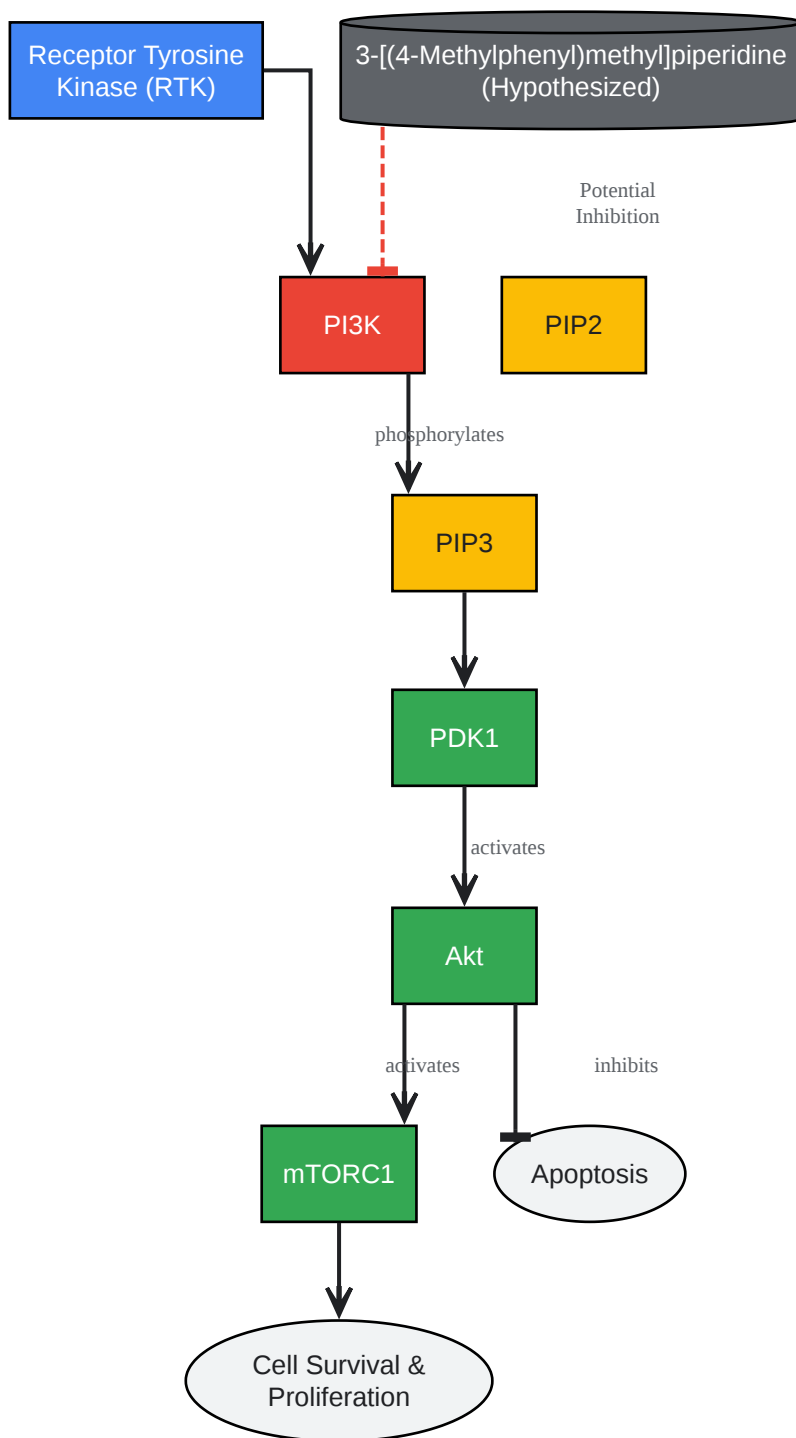 Receptor Tyrosine
Kinase (RTK)
3-[(4-Methylphenyl)methyl]piperidine
(Hypothesized)
Potential
Inhibition
PI3K
PIP2
phosphorylates
PIP3
PDK1
activates
Akt
activates
inhibits
mTORC1
Apoptosis
Cell Survival &
Proliferation